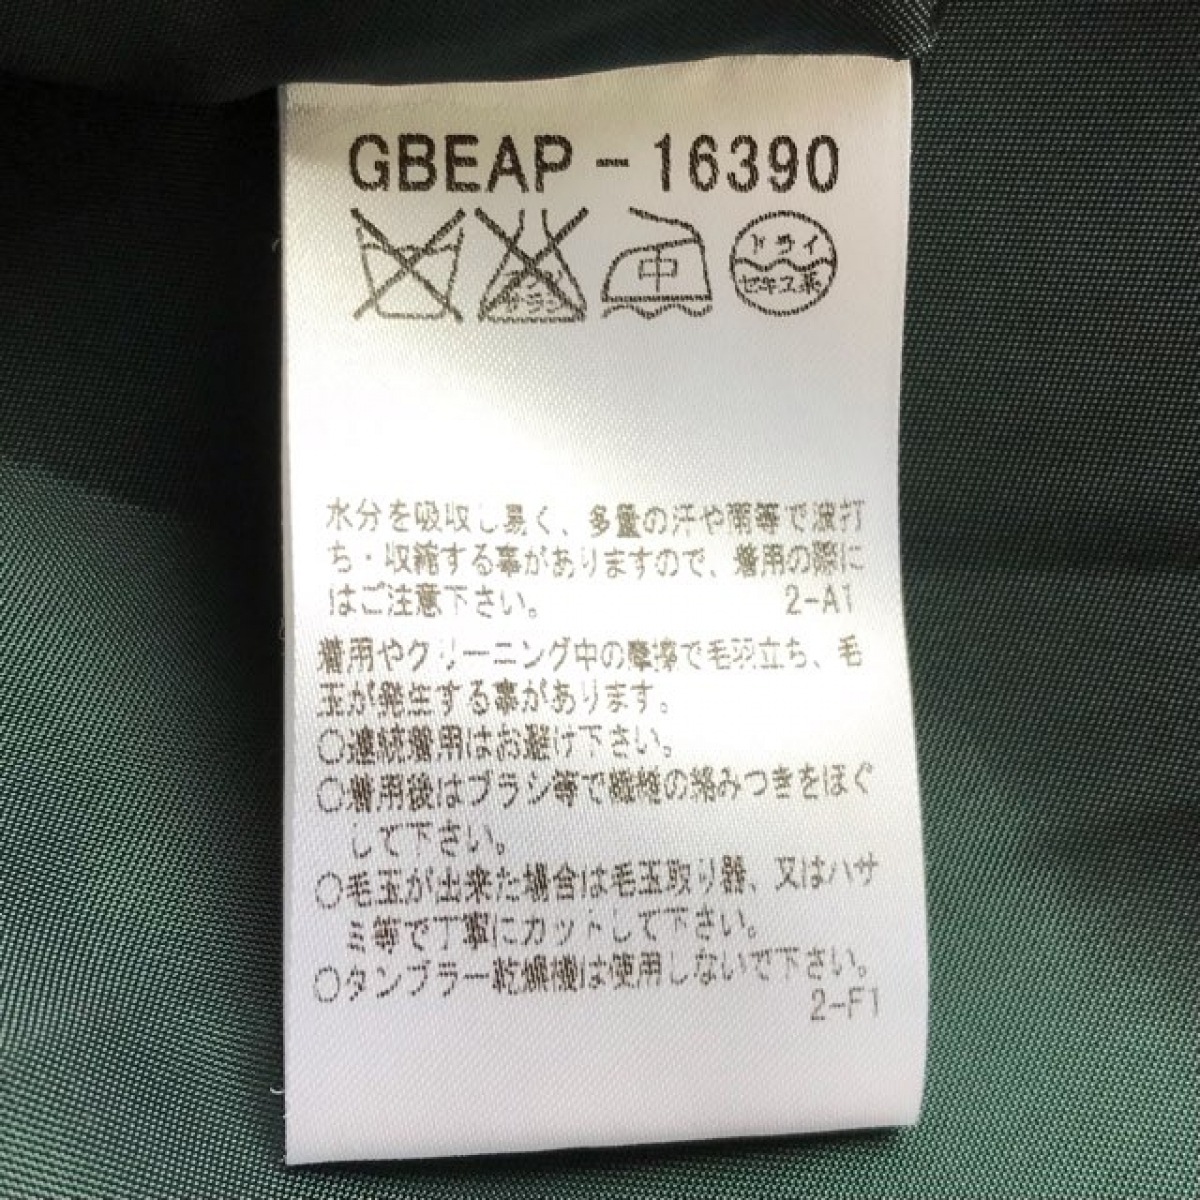 GBEAP-16390
エンソ
サラシ
中
ドライ
セキユ系
水分を吸収し易く、多量の汗や雨等で波打
ち・収縮する事がありますので、着用の際に
はご注意下さい。 2-A1
着用やクリーニング中の摩擦で毛羽立ち、毛
玉が発生する事があります。
○連続着用はお避け下さい。
○着用後はブラシ等で繊維の絡みつきをほぐ
して下さい。
○毛玉が出来た場合は毛玉取り器、又はハサ
ミ等で丁寧にカットして下さい。
○タンブラー乾燥機は使用しないで下さい。
2-F1